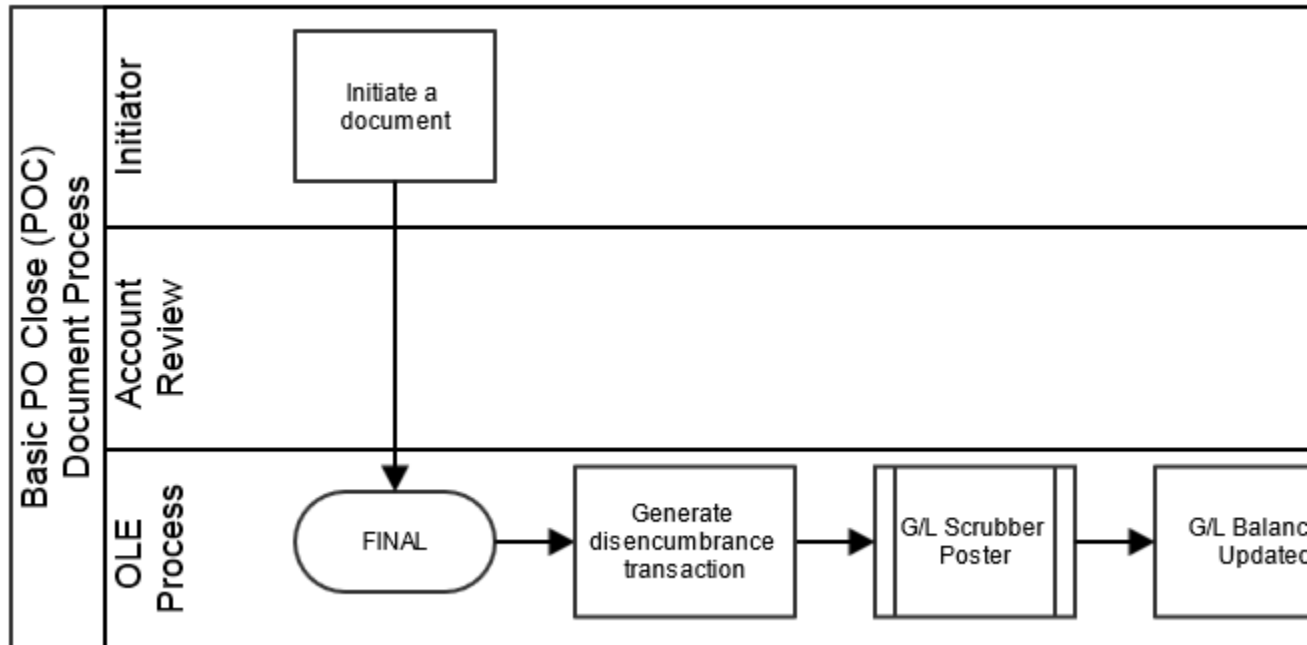 Basic PO Close (POC)
Document Process
Initiator
Initiate a
document
Account
Review
OLE
Process
FINAL
Generate
disencumbrance
transaction
G/L Scrubber
Poster
G/L
Updated